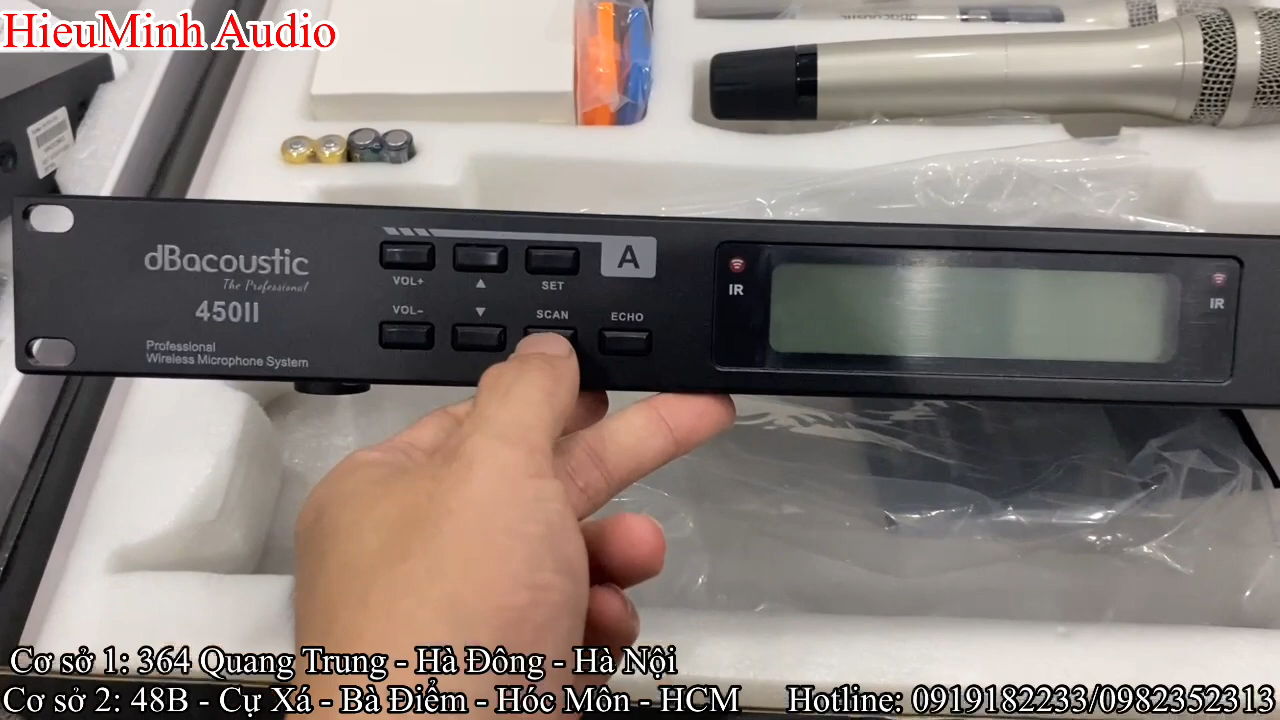 HieuMinh Audio
dBacoustic
dBacoustic
The Professional
450II
Professional
Wireless Microphone System
VOL+
▲
SET
A
VOL-
▼
SCAN
ECHO
IR
IR
Cơ sở 1: 364 Quang Trung - Hà Đông - Hà Nội
Cơ sở 2: 48B - Cự Xá - Bà Điểm - Hóc Môn - HCM
Hotline: 0919182233/0982352313